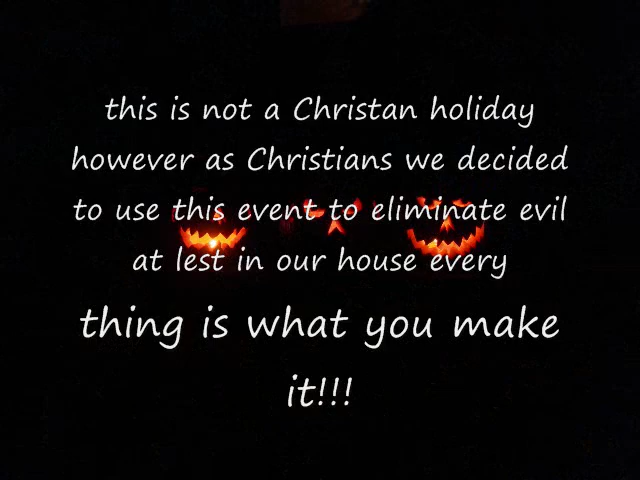 this is not a Christan holiday
however as Christians we decided
to use this event to eliminate evil
at lest in our house every
thing is what you make
it!!!